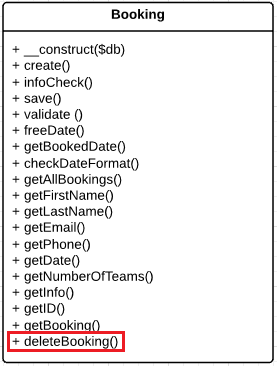 Booking
+ __construct($db)
+ create()
+ infoCheck()
+ save()
+ validate ()
+ freeDate()
+ getBookedDate()
+ checkDateFormat()
+ getAllBookings()
+ getFirstName()
+ getLastName()
+ getEmail()
+ getPhone()
+ getDate()
+ getNumberOfTeams()
+ getInfo()
+ getID()
+ getBooking()
+ deleteBooking()